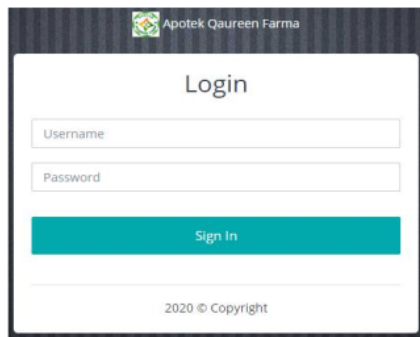 Apotek Qaureen Farma
Login
Username
Password
Sign In
2020 © Copyright